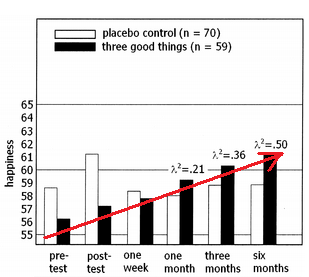 placebo control (n = 70)
three good things (n = 59)
happiness
65
64
63
62
61
60
59
58
57
56
55
λ²=.21
λ²=.36
λ²=.50
pre-
test
post-
test
one
week
one
month
three
months
six
months